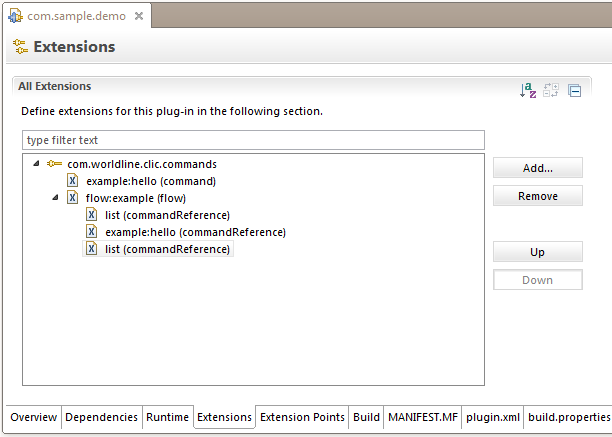 com.sample.demo
Extensions
All Extensions
Define extensions for this plug-in in the following section.
type filter text
com.worldline.clic.commands
example:hello (command)
flow:example (flow)
list (commandReference)
example:hello (commandReference)
list (commandReference)
Add...
Remove
Up
Down
Overview Dependencies Runtime Extensions Extension Points Build MANIFEST.MF plugin.xml build.properties